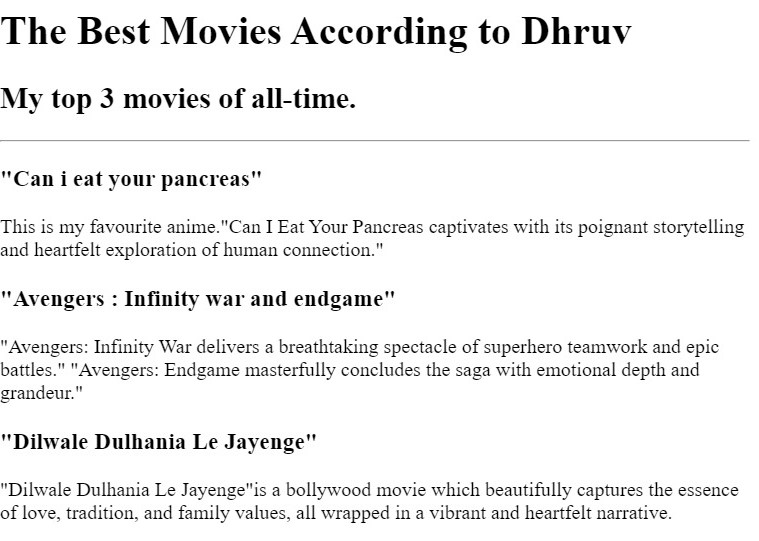 The Best Movies According to Dhruv
My top 3 movies of all-time.
"Can i eat your pancreas"
This is my favourite anime."Can I Eat Your Pancreas captivates with its poignant storytelling
and heartfelt exploration of human connection."
"Avengers : Infinity war and endgame"
"Avengers: Infinity War delivers a breathtaking spectacle of superhero teamwork and epic
battles." "Avengers: Endgame masterfully concludes the saga with emotional depth and
grandeur."
"Dilwale Dulhania Le Jayenge"
"Dilwale Dulhania Le Jayenge"is a bollywood movie which beautifully captures the essence
of love, tradition, and family values, all wrapped in a vibrant and heartfelt narrative.